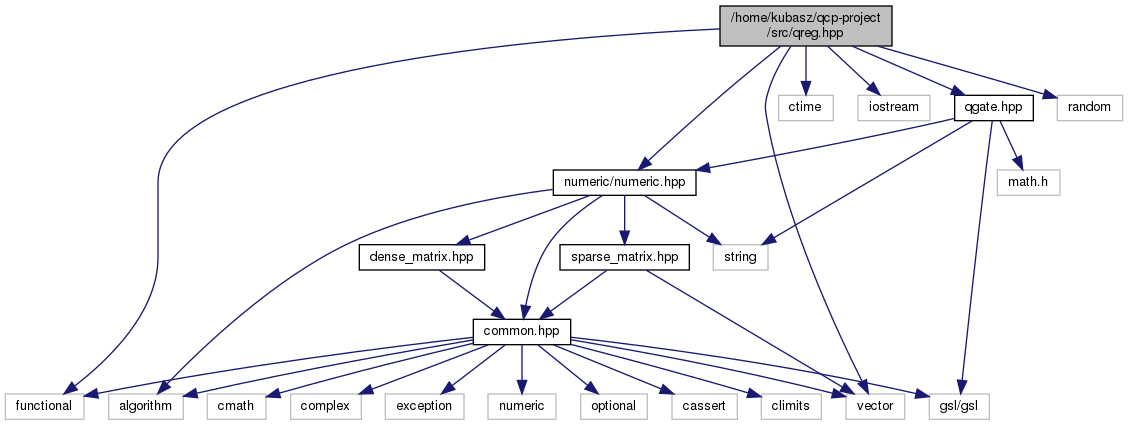 /home/kubasz/qcp-project
/src/qreg.hpp
ctime
iostream
qgate.hpp
random
numeric/numeric.hpp
math.h
dense_matrix.hpp
sparse_matrix.hpp
string
common.hpp
functional
algorithm
cmath
complex
exception
numeric
optional
cassert
climits
vector
gsl/gsl